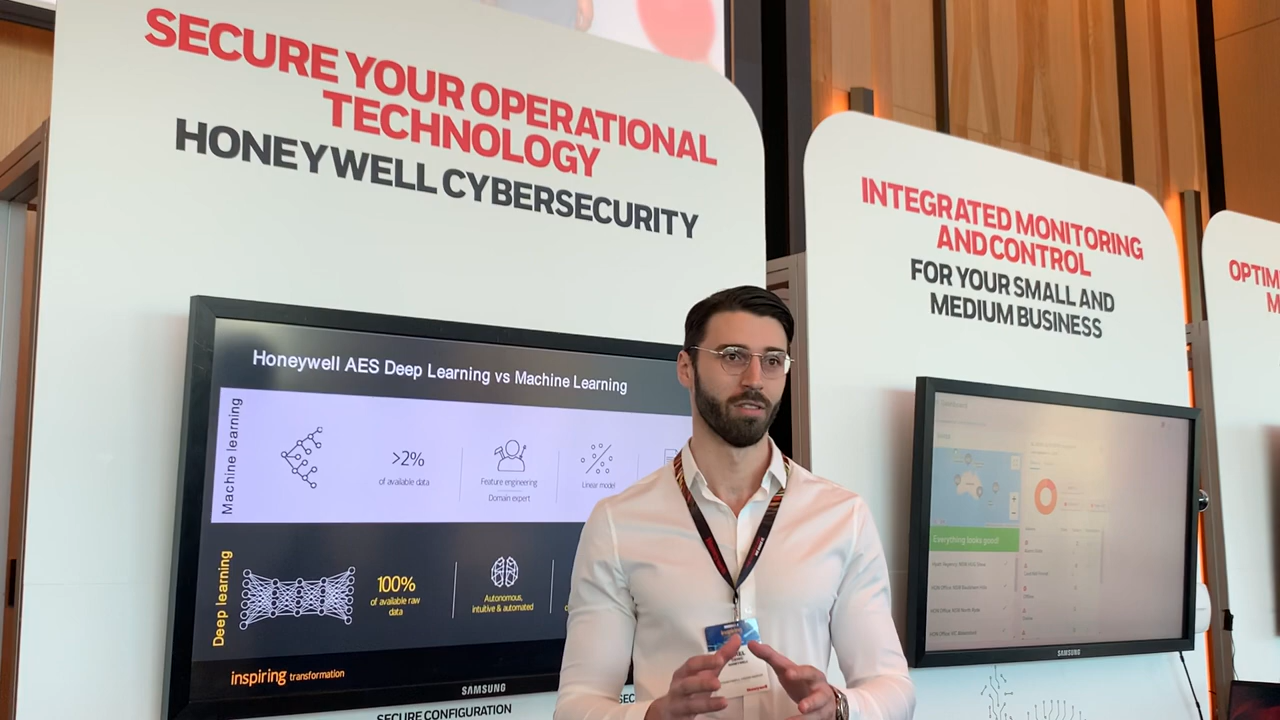 SECURE YOUR OPERATIONAL
TECHNOLOGY
HONEYWELL CYBERSECURITY
Honeywell AES Deep Learning vs Machine Learning
Machine learning
>2%
of available data
Feature engineering
Domain expert
Linear model
Deep learning
100%
of available raw
data
Autonomous,
intuitive & automated
inspiring transformation
SAMSUNG
SECURE CONFIGURATION
INTEGRATED MONITORING
AND CONTROL
FOR YOUR SMALL AND
MEDIUM BUSINESS
Everything looks good!
SAMSUNG
OPTIM
M
Honeywell